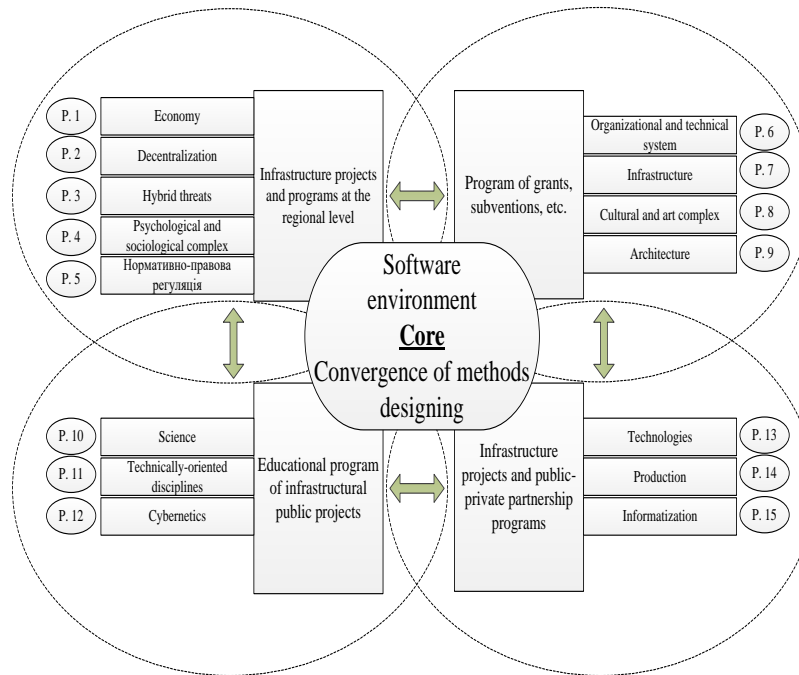 P. 1
Economy
P. 2
Decentralization
P. 3
Hybrid threats
P. 4
Psychological and
sociological complex
P. 5
Нормативно-правова
регуляція
Infrastructure projects
and programs at the
regional level
Program of grants,
subventions, etc.
Organizational and technical
system
P. 6
Infrastructure
P. 7
Cultural and art complex
P. 8
Architecture
P. 9
Software
environment
Core
Convergence of methods
designing
P. 10
Science
P. 11
Technically-oriented
disciplines
P. 12
Cybernetics
Educational program
of infrastructural
public projects
Infrastructure
projects and public-
private partnership
programs
Technologies
P. 13
Production
P. 14
Informatization
P. 15